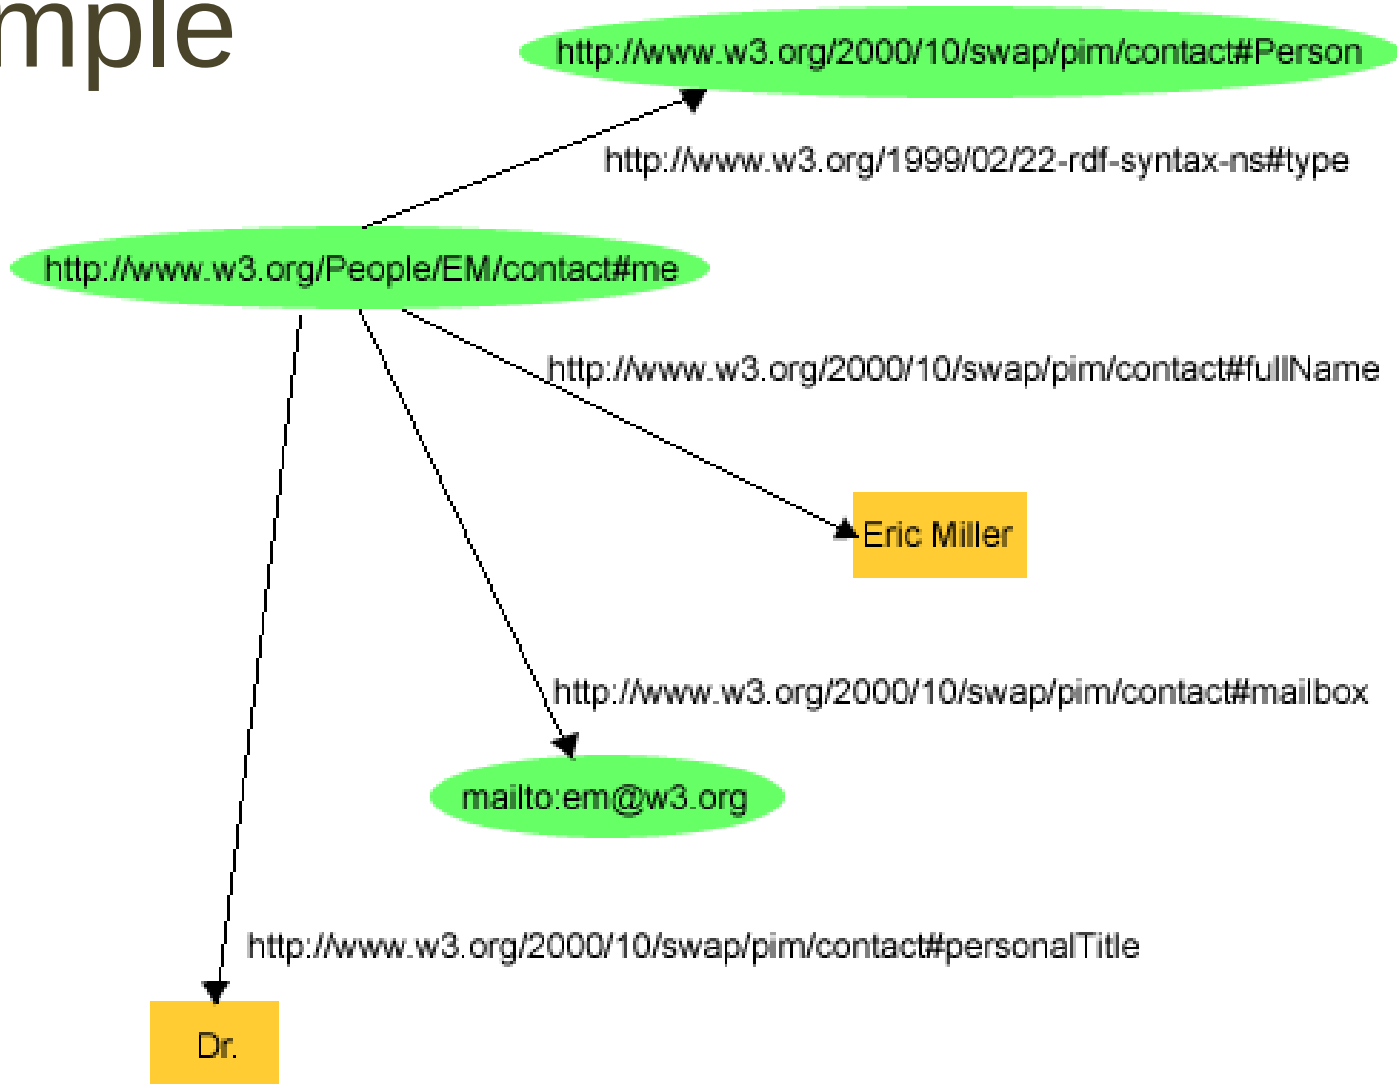 mple
http://www.w3.org/2000/10/swap/pim/contact#Person
http://www.w3.org/1999/02/22-rdf-syntax-ns#type
http://www.w3.org/People/EM/contact#me
http://www.w3.org/2000/10/swap/pim/contact#fullName
Eric Miller
http://www.w3.org/2000/10/swap/pim/contact#mailbox
mailto:em@w3.org
http://www.w3.org/2000/10/swap/pim/contact#personalTitle
Dr.